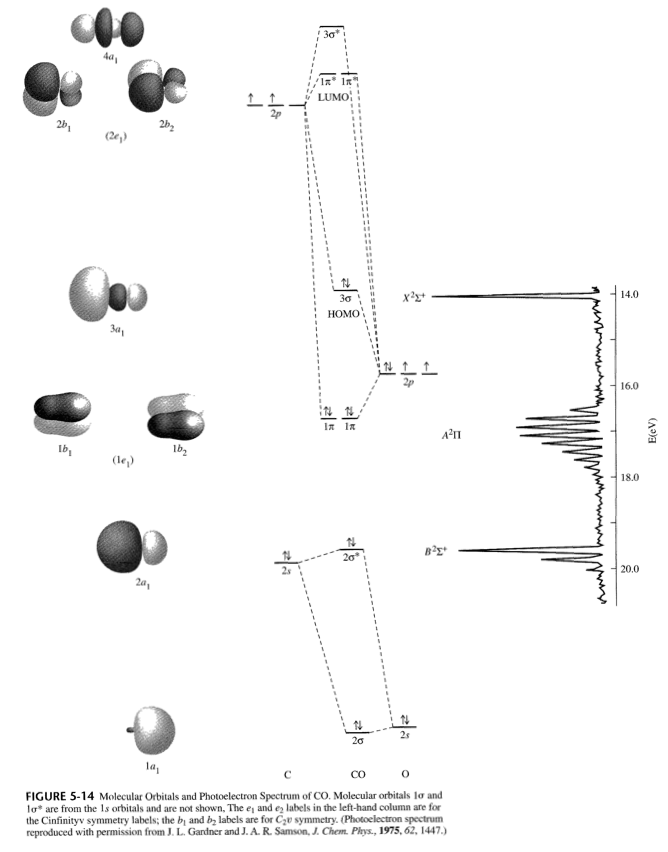 4a1
2b1
2b2
(2e1)
3a1
1b1
1b2
(1e1)
2a1
1a1
3σ*
1π* 1π*
LUMO
2p
3σ
HOMO
2p
1π 1π
2σ*
2s
2σ
2s
C CO O
X²Σ⁺
A²Π
B²Σ⁺
14.0
16.0
18.0
20.0
E(eV)
FIGURE 5-14 Molecular Orbitals and Photoelectron Spectrum of CO. Molecular orbitals 1σ and
1σ* are from the 1s orbitals and are not shown, The e1 and e2 labels in the left-hand column are for
the Cinfinityv symmetry labels; the b1 and b2 labels are for C2v symmetry. (Photoelectron spectrum
reproduced with permission from J. L. Gardner and J. A. R. Samson, J. Chem. Phys., 1975, 62, 1447.)